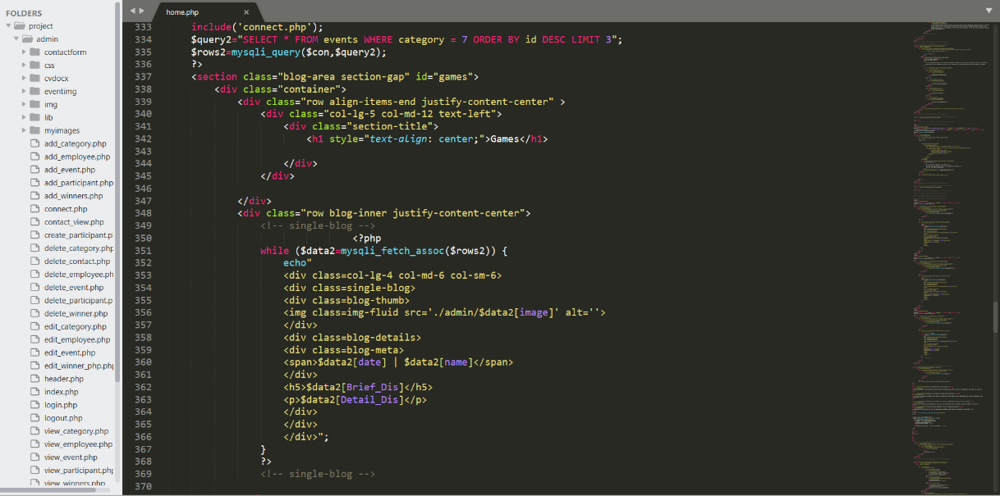 FOLDERS
project
admin
contactform
css
cvdocx
eventimg
img
lib
myimages
add_category.php
add_employee.php
add_event.php
add_participant.php
add_winners.php
connect.php
contact_view.php
create_participant.p
delete_category.php
delete_contact.php
delete_employee.ph
delete_event.php
delete_participant.p
delete_winner.php
edit_category.php
edit_employee.php
edit_event.php
edit_winner_php.php
header.php
index.php
login.php
logout.php
view_category.php
view_employee.php
view_event.php
view_participant.php
view_winners.php
home.php ×
333 include('connect.php');
334 $query2="SELECT * FROM events WHERE category = 7 ORDER BY id DESC LIMIT 3";
335 $rows2=mysqli_query($con,$query2);
336 ?>
337 <section class="blog-area section-gap" id="games">
338 <div class="container">
339 <div class="row align-items-end justify-content-center" >
340 <div class="col-lg-5 col-md-12 text-left">
341 <div class="section-title">
342 <h1 style="text-align: center;">Games</h1>
343
344 </div>
345 </div>
346
347 </div>
348 <div class="row blog-inner justify-content-center">
349 <!-- single-blog -->
350 <?php
351 while ($data2=mysqli_fetch_assoc($rows2)) {
352 echo"
353 <div class=col-lg-4 col-md-6 col-sm-6>
354 <div class=single-blog>
355 <div class=blog-thumb>
356 <img class=img-fluid src='./admin/$data2[image]' alt=''>
357 </div>
358 <div class=blog-details>
359 <div class=blog-meta>
360 <span>$data2[date] | $data2[name]</span>
361 </div>
362 <h5>$data2[Brief_Dis]</h5>
363 <p>$data2[Detail_Dis]</p>
364 </div>
365 </div>
366 </div>";
367 }
368 ?>
369 <!-- single-blog -->
370